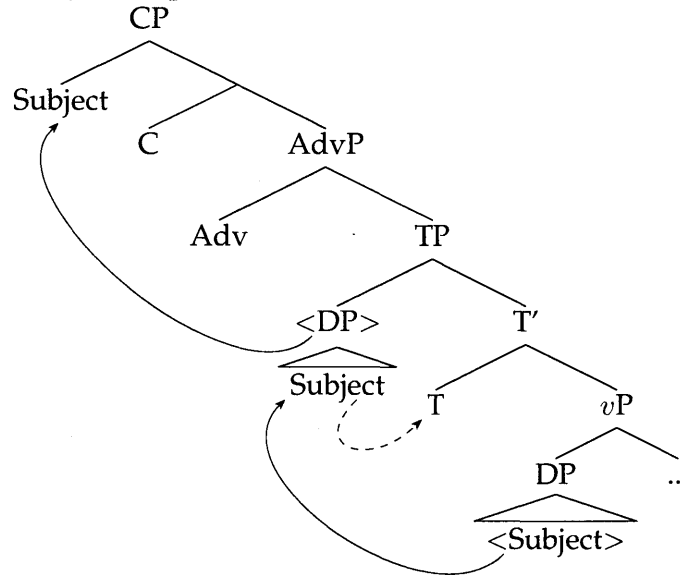 CP
Subject
C AdvP
Adv TP
<DP> T′
Subject T vP
DP ..
<Subject>